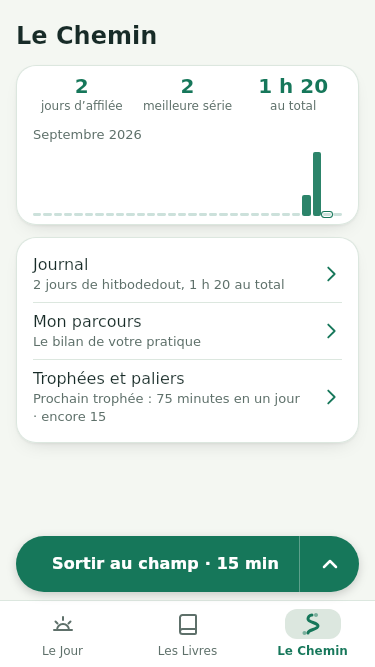 Le Chemin
2 2 1 h 20
jours d’affilée meilleure série au total
Septembre 2026
Journal
2 jours de hitbodedout, 1 h 20 au total
Mon parcours
Le bilan de votre pratique
Trophées et paliers
Prochain trophée : 75 minutes en un jour
· encore 15
Sortir au champ · 15 min
Le Jour Les Livres Le Chemin